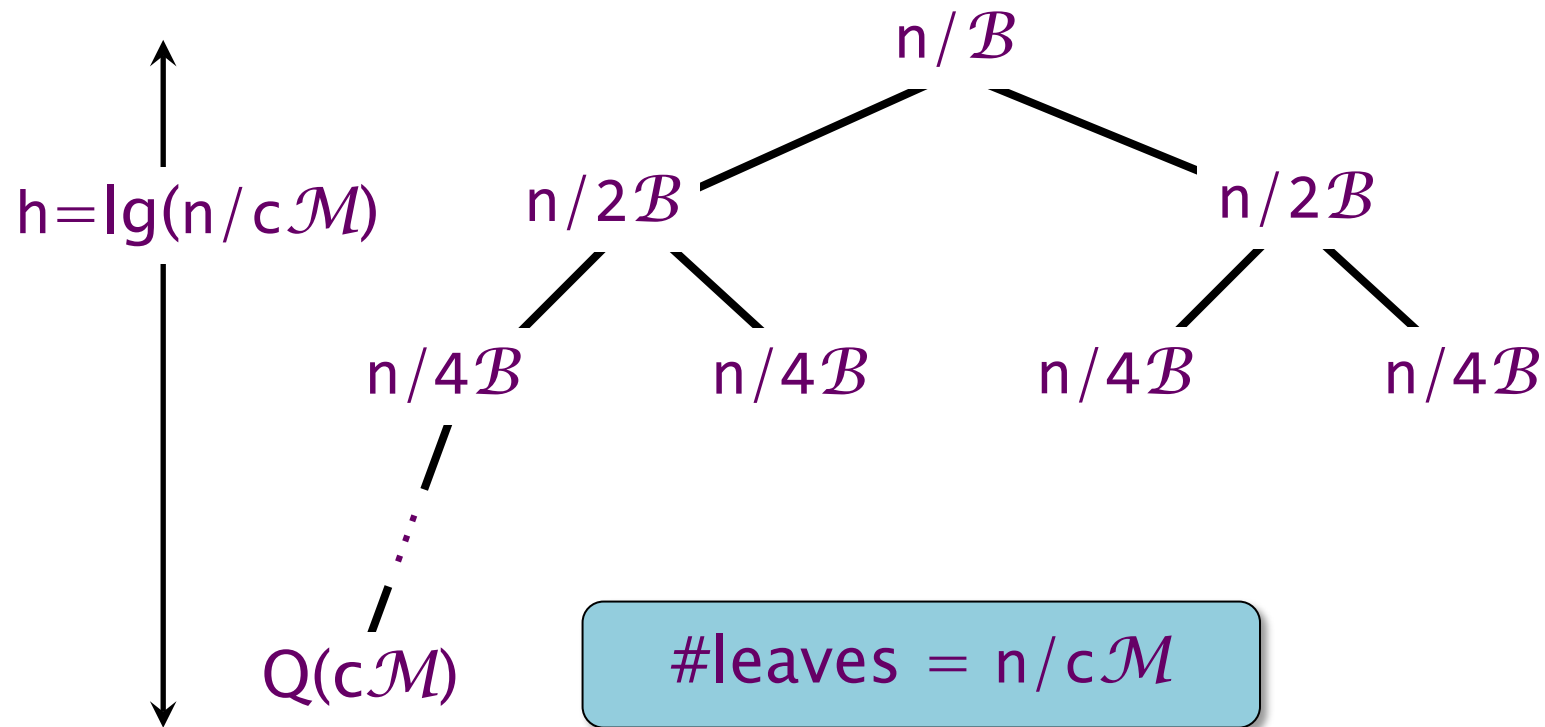 n/ℬ
h=lg(n/cℳ) n/2ℬ n/2ℬ
n/4ℬ n/4ℬ n/4ℬ n/4ℬ
Q(cℳ)
#leaves = n/cℳ